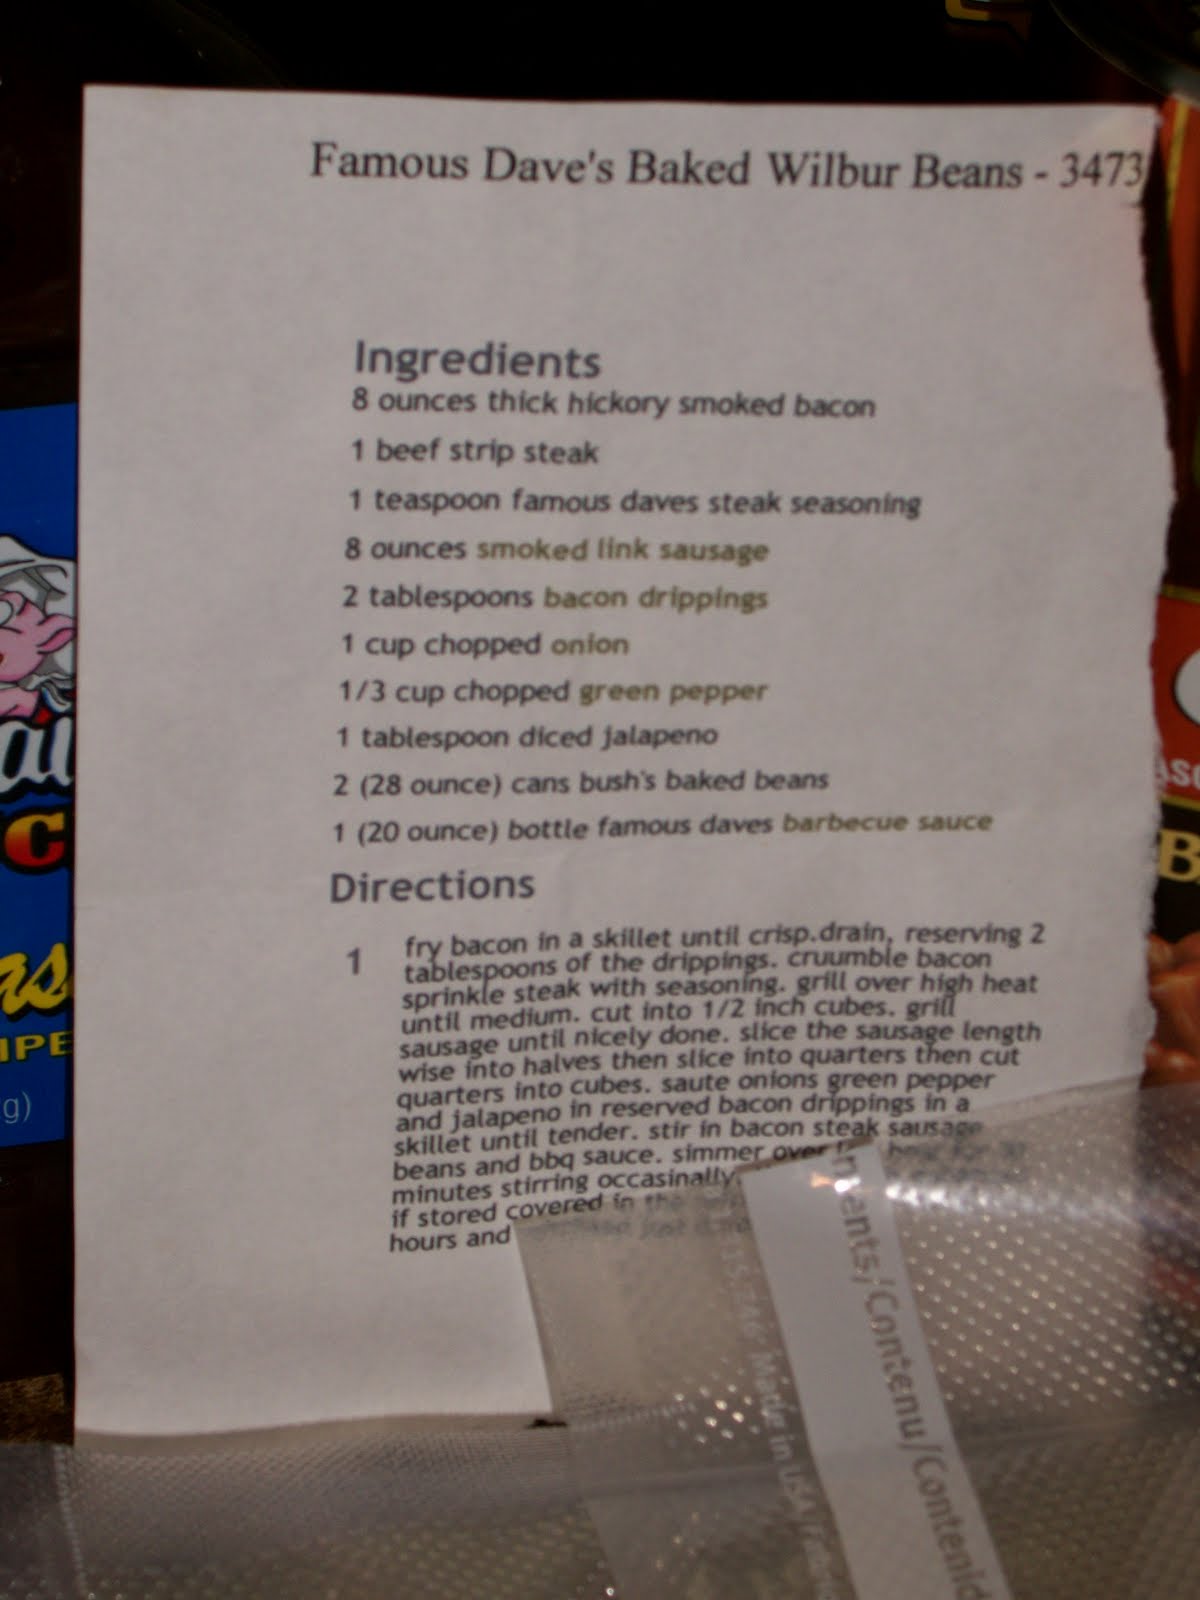 Famous Dave's Baked Wilbur Beans - 3473
Ingredients
8 ounces thick hickory smoked bacon
1 beef strip steak
1 teaspoon famous daves steak seasoning
8 ounces smoked link sausage
2 tablespoons bacon drippings
1 cup chopped onion
1/3 cup chopped green pepper
1 tablespoon diced jalapeno
2 (28 ounce) cans bush's baked beans
1 (20 ounce) bottle famous daves barbecue sauce
Directions
1 fry bacon in a skillet until crisp.drain, reserving 2
tablespoons of the drippings. cruumble bacon
sprinkle steak with seasoning. grill over high heat
until medium. cut into 1/2 inch cubes. grill
sausage until nicely done. slice the sausage length
wise into halves then slice into quarters then cut
quarters into cubes. saute onions green pepper
and jalapeno in reserved bacon drippings in a
skillet until tender. stir in bacon steak sausage
beans and bbq sauce. simmer over
minutes stirring occasinally.
if stored covered in the
hours and
Made in USA
/Contenu/Contenid
g)